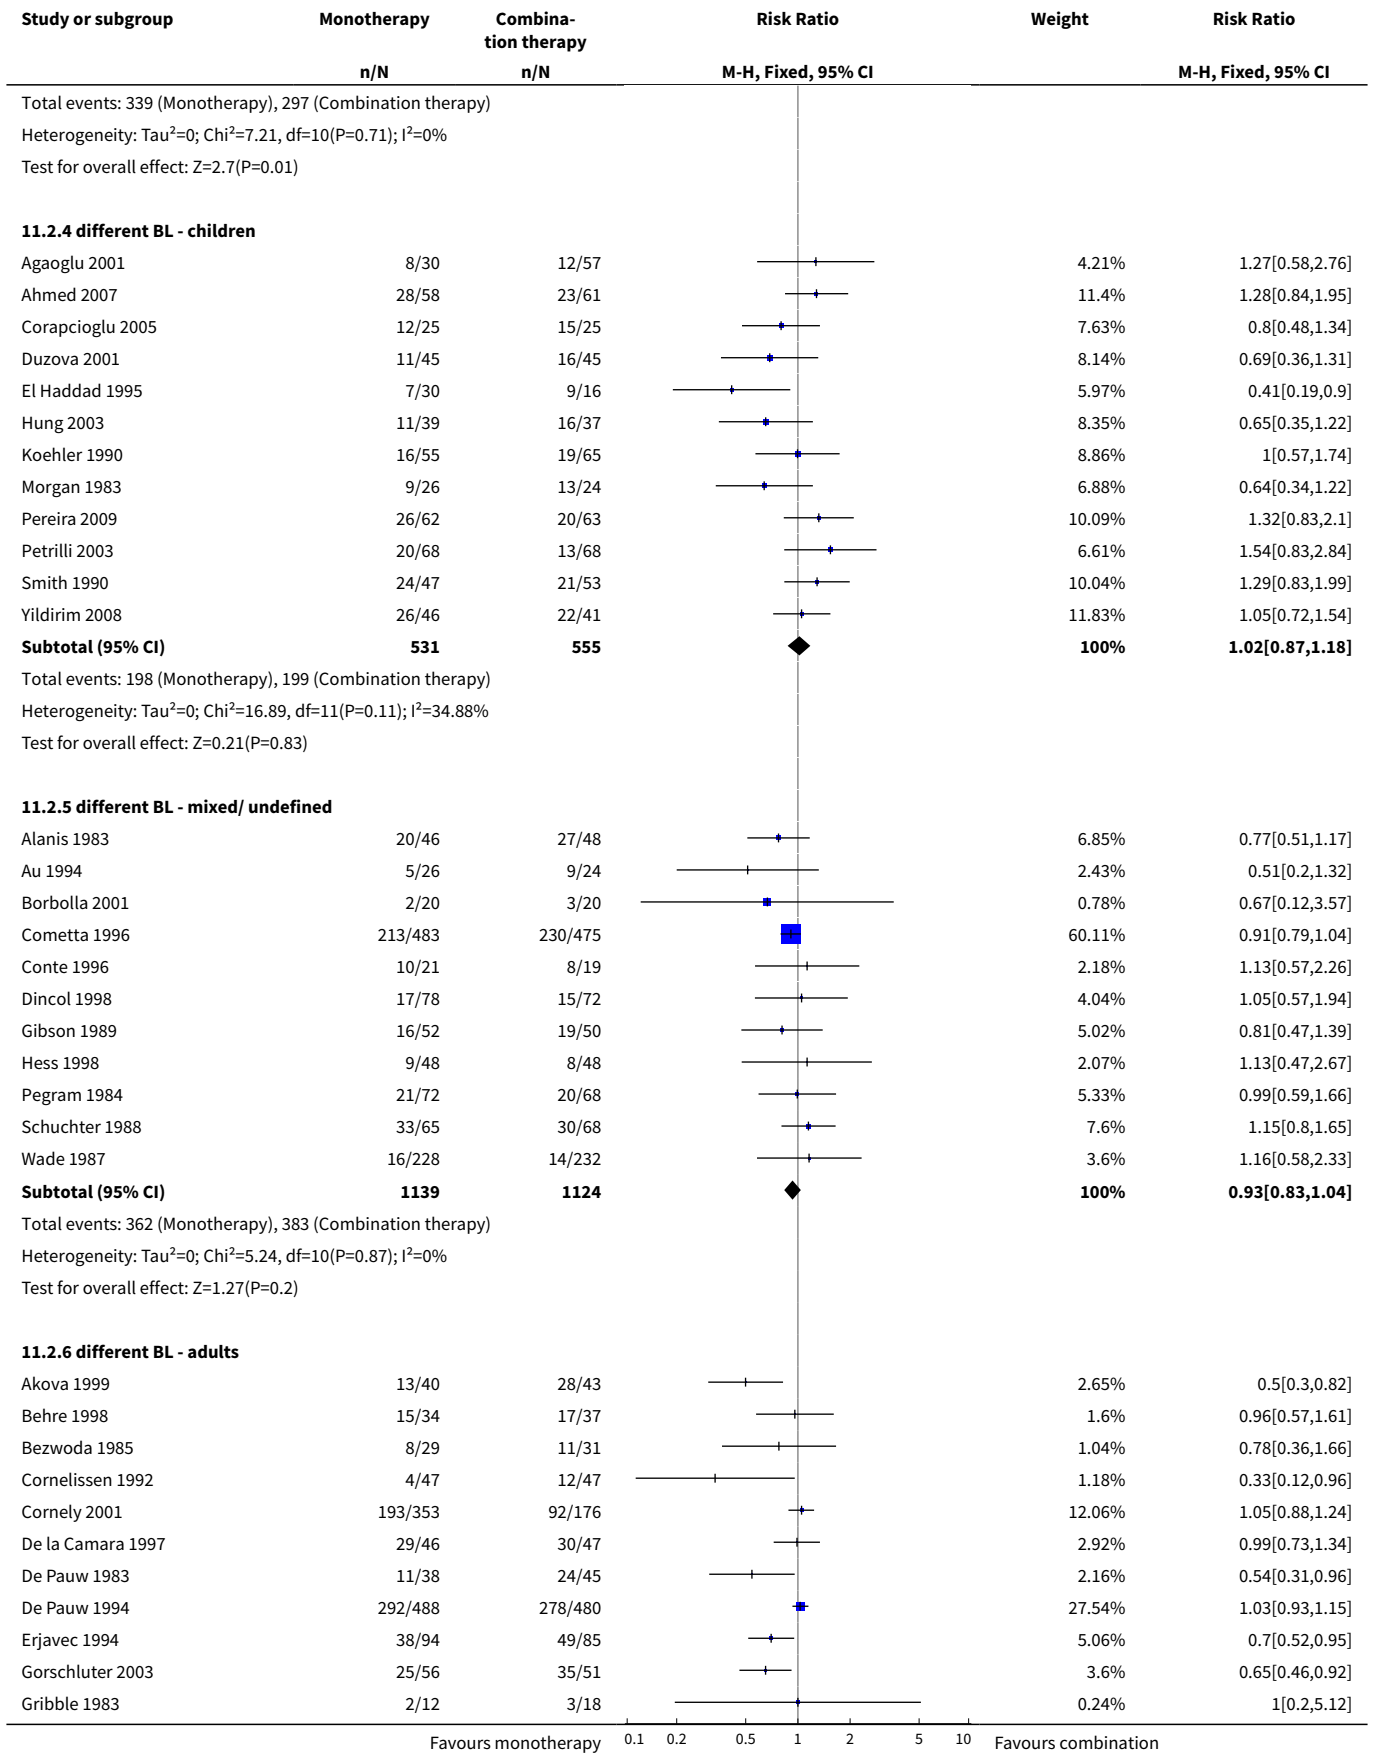 Study or subgroup Monotherapy Combina- Risk Ratio Weight Risk Ratio
tion therapy
n/N n/N M-H, Fixed, 95% CI M-H, Fixed, 95% CI
Total events: 339 (Monotherapy), 297 (Combination therapy)
Heterogeneity: Tau²=0; Chi²=7.21, df=10(P=0.71); I²=0%
Test for overall effect: Z=2.7(P=0.01)
11.2.4 different BL - children
Agaoglu 2001 8/30 12/57 4.21% 1.27[0.58,2.76]
Ahmed 2007 28/58 23/61 11.4% 1.28[0.84,1.95]
Corapcioglu 2005 12/25 15/25 7.63% 0.8[0.48,1.34]
Duzova 2001 11/45 16/45 8.14% 0.69[0.36,1.31]
El Haddad 1995 7/30 9/16 5.97% 0.41[0.19,0.9]
Hung 2003 11/39 16/37 8.35% 0.65[0.35,1.22]
Koehler 1990 16/55 19/65 8.86% 1[0.57,1.74]
Morgan 1983 9/26 13/24 6.88% 0.64[0.34,1.22]
Pereira 2009 26/62 20/63 10.09% 1.32[0.83,2.1]
Petrilli 2003 20/68 13/68 6.61% 1.54[0.83,2.84]
Smith 1990 24/47 21/53 10.04% 1.29[0.83,1.99]
Yildirim 2008 26/46 22/41 11.83% 1.05[0.72,1.54]
Subtotal (95% CI) 531 555 100% 1.02[0.87,1.18]
Total events: 198 (Monotherapy), 199 (Combination therapy)
Heterogeneity: Tau²=0; Chi²=16.89, df=11(P=0.11); I²=34.88%
Test for overall effect: Z=0.21(P=0.83)
11.2.5 different BL - mixed/ undefined
Alanis 1983 20/46 27/48 6.85% 0.77[0.51,1.17]
Au 1994 5/26 9/24 2.43% 0.51[0.2,1.32]
Borbolla 2001 2/20 3/20 0.78% 0.67[0.12,3.57]
Cometta 1996 213/483 230/475 60.11% 0.91[0.79,1.04]
Conte 1996 10/21 8/19 2.18% 1.13[0.57,2.26]
Dincol 1998 17/78 15/72 4.04% 1.05[0.57,1.94]
Gibson 1989 16/52 19/50 5.02% 0.81[0.47,1.39]
Hess 1998 9/48 8/48 2.07% 1.13[0.47,2.67]
Pegram 1984 21/72 20/68 5.33% 0.99[0.59,1.66]
Schuchter 1988 33/65 30/68 7.6% 1.15[0.8,1.65]
Wade 1987 16/228 14/232 3.6% 1.16[0.58,2.33]
Subtotal (95% CI) 1139 1124 100% 0.93[0.83,1.04]
Total events: 362 (Monotherapy), 383 (Combination therapy)
Heterogeneity: Tau²=0; Chi²=5.24, df=10(P=0.87); I²=0%
Test for overall effect: Z=1.27(P=0.2)
11.2.6 different BL - adults
Akova 1999 13/40 28/43 2.65% 0.5[0.3,0.82]
Behre 1998 15/34 17/37 1.6% 0.96[0.57,1.61]
Bezwoda 1985 8/29 11/31 1.04% 0.78[0.36,1.66]
Cornelissen 1992 4/47 12/47 1.18% 0.33[0.12,0.96]
Cornely 2001 193/353 92/176 12.06% 1.05[0.88,1.24]
De la Camara 1997 29/46 30/47 2.92% 0.99[0.73,1.34]
De Pauw 1983 11/38 24/45 2.16% 0.54[0.31,0.96]
De Pauw 1994 292/488 278/480 27.54% 1.03[0.93,1.15]
Erjavec 1994 38/94 49/85 5.06% 0.7[0.52,0.95]
Gorschluter 2003 25/56 35/51 3.6% 0.65[0.46,0.92]
Gribble 1983 2/12 3/18 0.24% 1[0.2,5.12]
Favours monotherapy 0.1 0.2 0.5 1 2 5 10 Favours combination